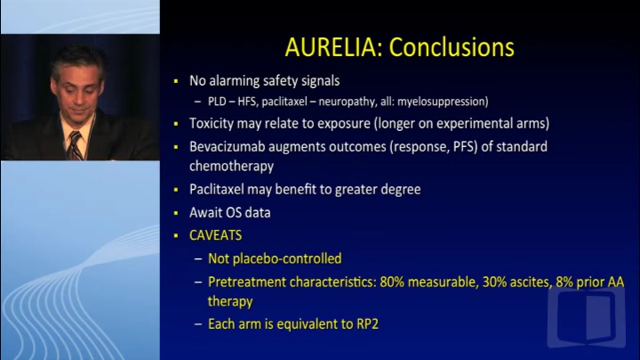 AURELIA: Conclusions
No alarming safety signals
– PLD – HFS, paclitaxel – neuropathy, all: myelosuppression)
Toxicity may relate to exposure (longer on experimental arms)
Bevacizumab augments outcomes (response, PFS) of standard
chemotherapy
Paclitaxel may benefit to greater degree
Await OS data
CAVEATS
– Not placebo-controlled
– Pretreatment characteristics: 80% measurable, 30% ascites, 8% prior AA
therapy
– Each arm is equivalent to RP2